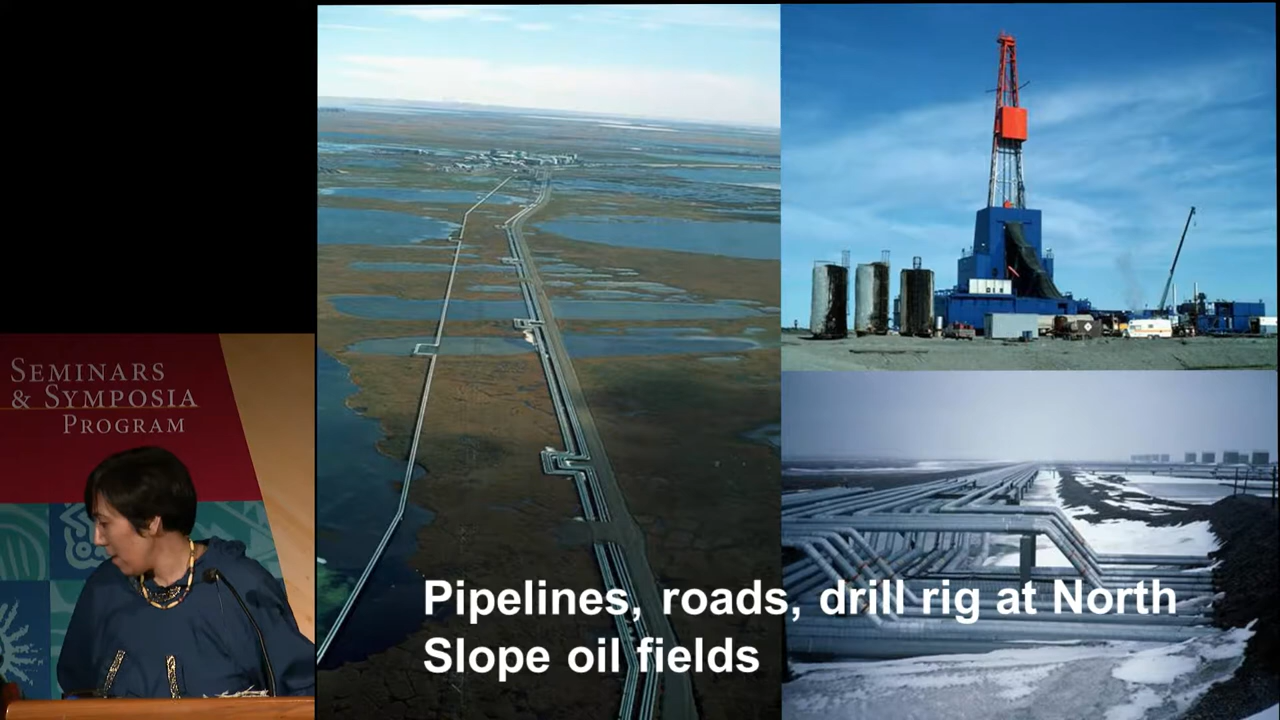 SEMINARS
& SYMPOSIA
PROGRAM
Pipelines, roads, drill rig at North
Slope oil fields